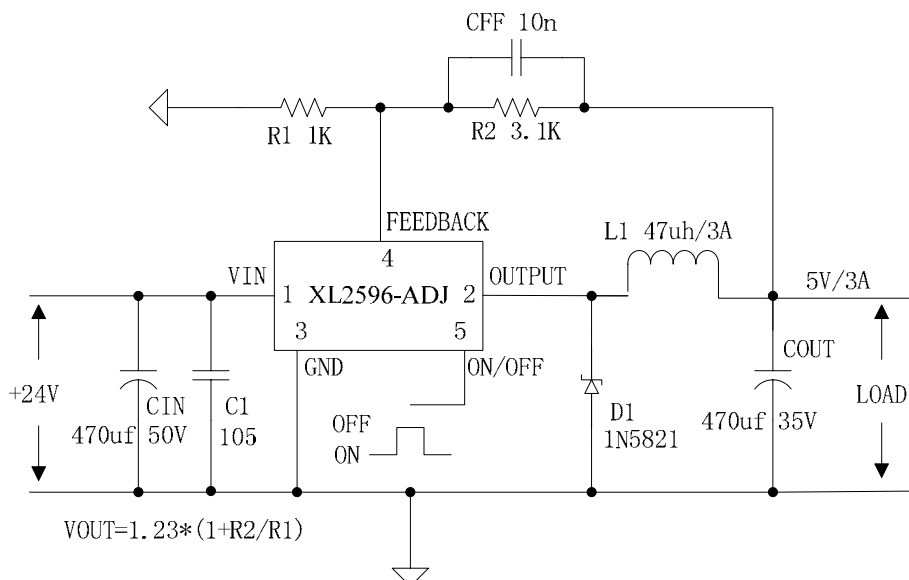 CFF 10n
R1 1K
R2 3.1K
FEEDBACK
4
L1 47uh/3A
VIN
OUTPUT
5V/3A
1 XL2596-ADJ 2
3
5
GND
ON/OFF
COUT
+24V
CIN
C1
LOAD
470uf 50V
105
OFF
ON
D1
1N5821
470uf 35V
VOUT=1.23*(1+R2/R1)